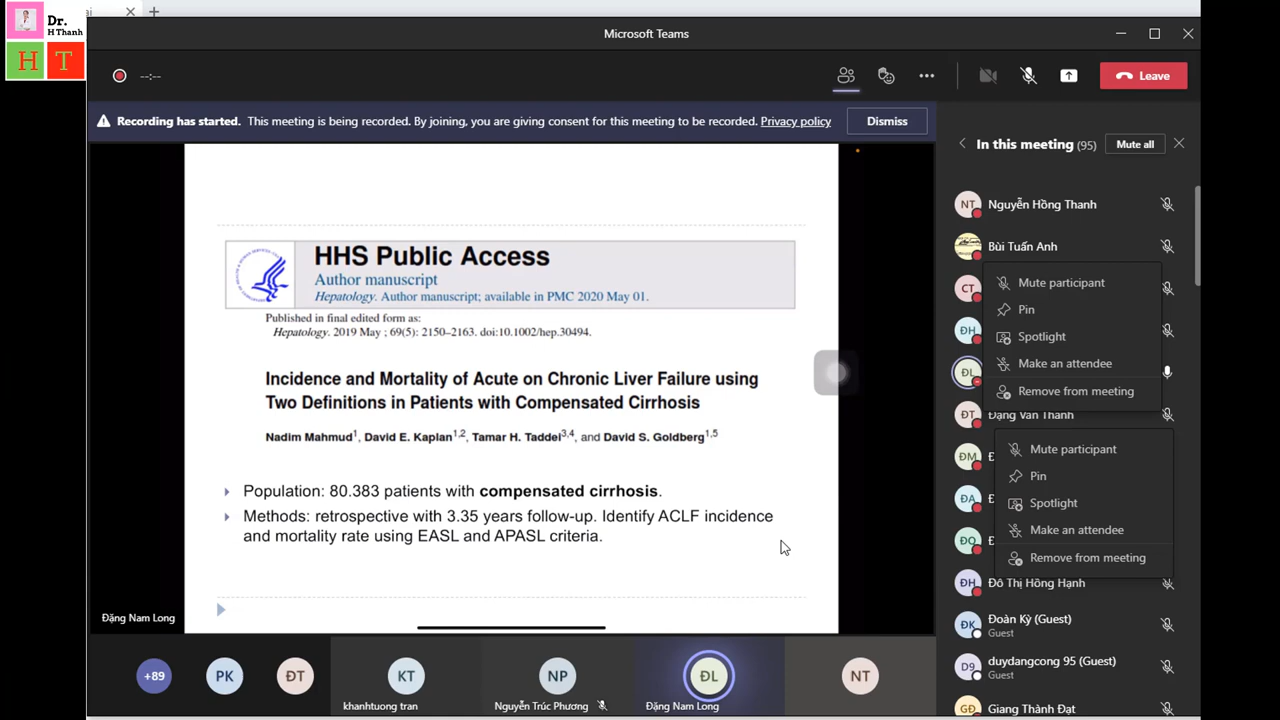 ai
Dr.
H Thanh
H T
Microsoft Teams
--:--
Leave
Recording has started. This meeting is being recorded. By joining, you are giving consent for this meeting to be recorded. Privacy policy
Dismiss
HHS Public Access
Author manuscript
Hepatology. Author manuscript; available in PMC 2020 May 01.
Published in final edited form as:
Hepatology. 2019 May ; 69(5): 2150–2163. doi:10.1002/hep.30494.
Incidence and Mortality of Acute on Chronic Liver Failure using
Two Definitions in Patients with Compensated Cirrhosis
Nadim Mahmud1, David E. Kaplan1,2, Tamar H. Taddei3,4, and David S. Goldberg1,5
Population: 80.383 patients with compensated cirrhosis.
Methods: retrospective with 3.35 years follow-up. Identify ACLF incidence
and mortality rate using EASL and APASL criteria.
Đặng Nam Long
+89
PK
ĐT
KT
khanhtuong tran
NP
Nguyễn Trúc Phương
ĐL
Đặng Nam Long
NT
In this meeting (95)
Mute all
NT Nguyễn Hồng Thanh
Bùi Tuấn Anh
CT
ĐH
ĐL
Mute participant
Pin
Spotlight
Make an attendee
Remove from meeting
ĐT Đặng Văn Thành
ĐM
ĐA
ĐQ
Mute participant
Pin
Spotlight
Make an attendee
Remove from meeting
ĐH Đỗ Thị Hồng Hạnh
ĐK Đoàn Kỳ (Guest)
Guest
D9 duydangcong 95 (Guest)
Guest
GĐ Giang Thành Đạt